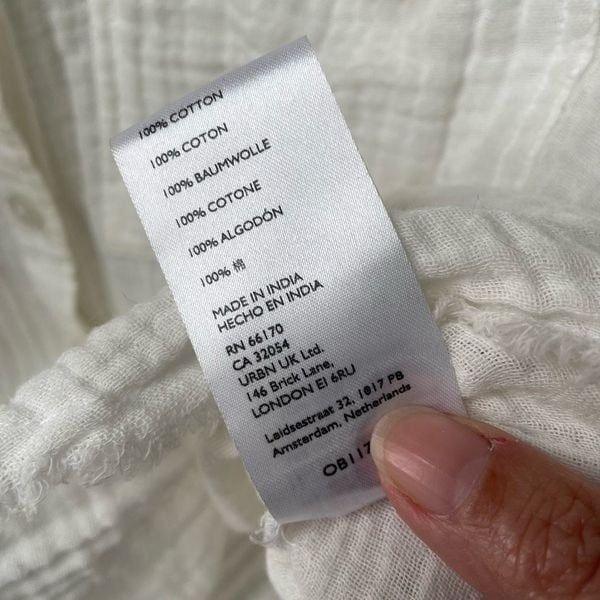 100% COTTON
100% COTON
100% BAUMWOLLE
100% COTONE
100% ALGODÓN
100% 棉
MADE IN INDIA
HECHO EN INDIA
RN 66170
CA 32054
URBN UK Ltd.
146 Brick Lane,
LONDON E1 6RU
Leidsestraat 32, 1017 PB
Amsterdam, Netherlands